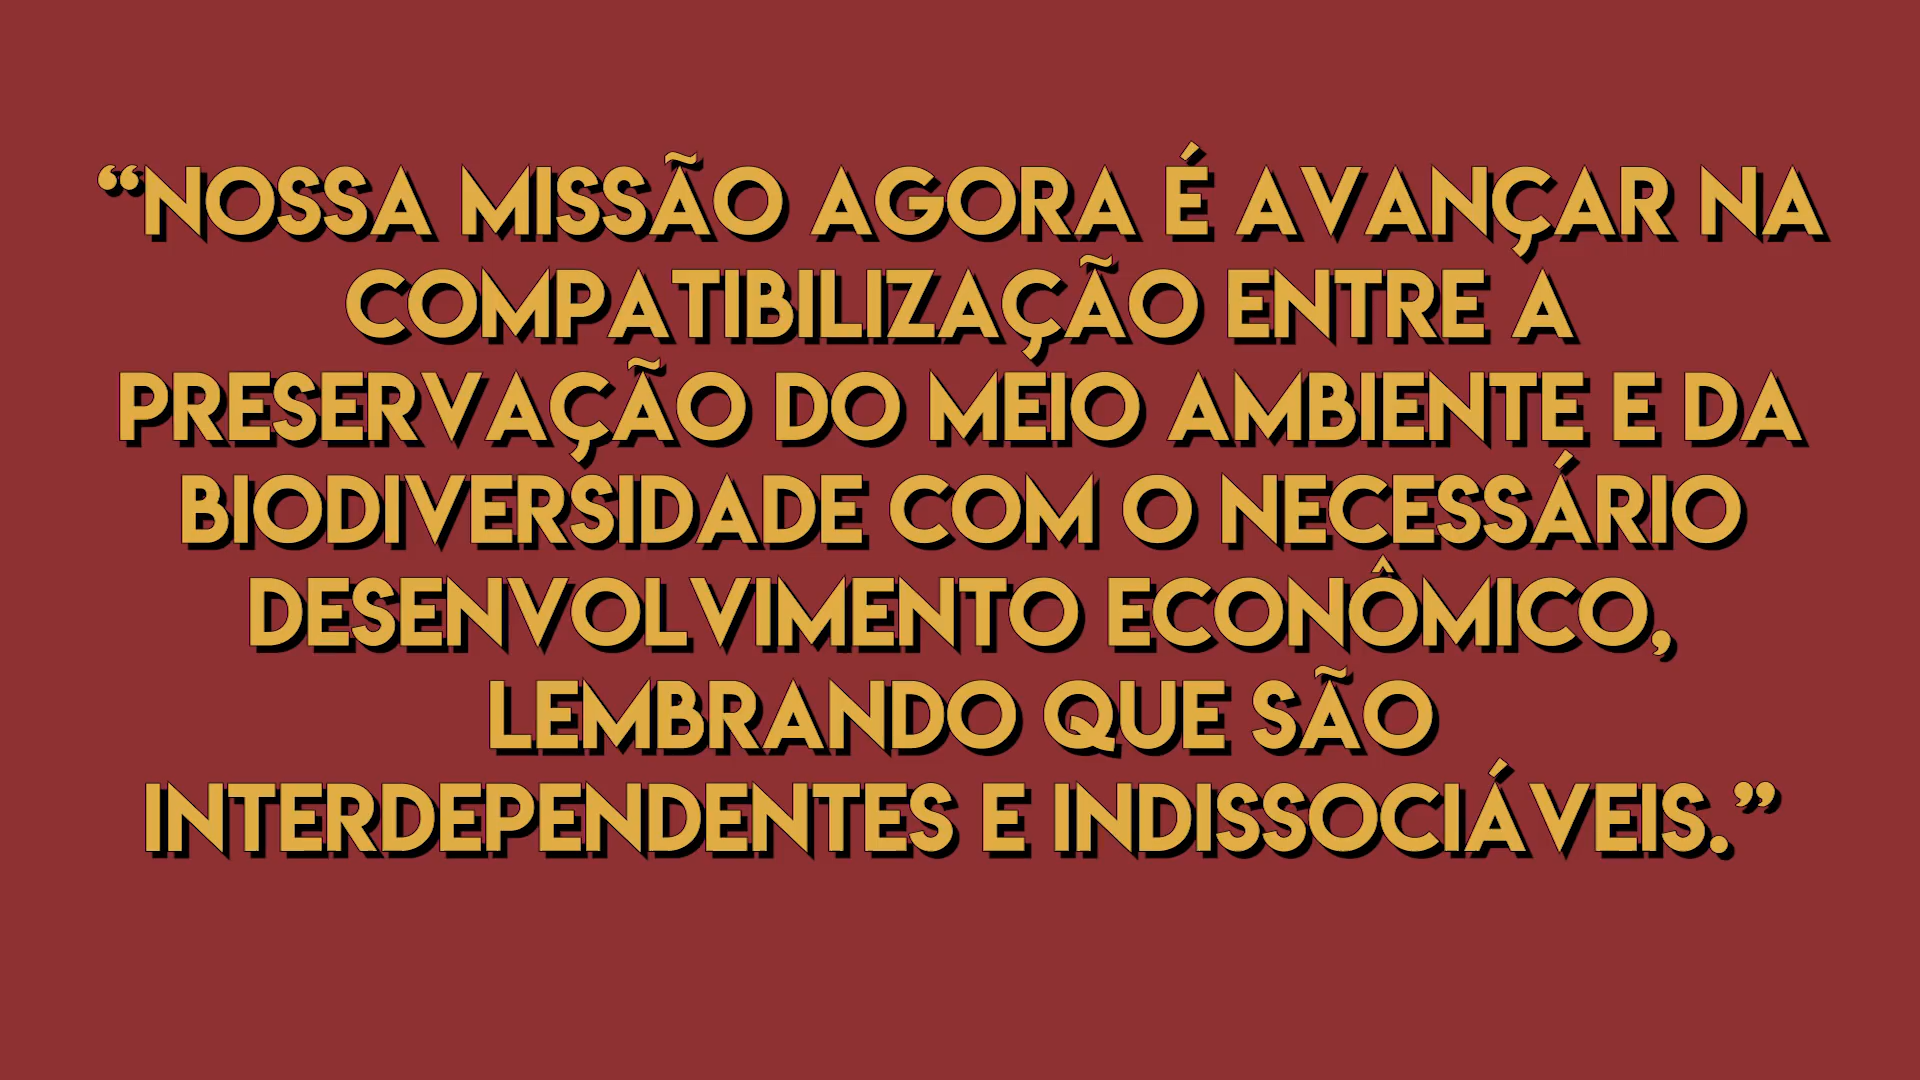 “NOSSA MISSÃO AGORA É AVANÇAR NA
COMPATIBILIZAÇÃO ENTRE A
PRESERVAÇÃO DO MEIO AMBIENTE E DA
BIODIVERSIDADE COM O NECESSÁRIO
DESENVOLVIMENTO ECONÔMICO,
LEMBRANDO QUE SÃO
INTERDEPENDENTES E INDISSOCIÁVEIS.”